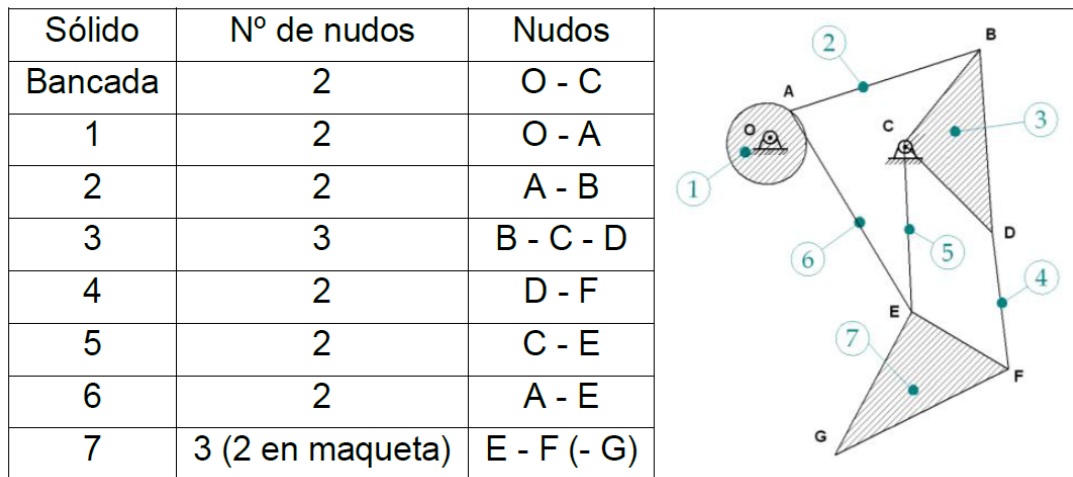 Sólido Nº de nudos Nudos
Bancada 2 O - C
1 2 O - A
2 2 A - B
3 3 B - C - D
4 2 D - F
5 2 C - E
6 2 A - E
7 3 (2 en maqueta) E - F (- G)
B
2
A
3
O
C
1
D
6
5
4
E
7
F
G